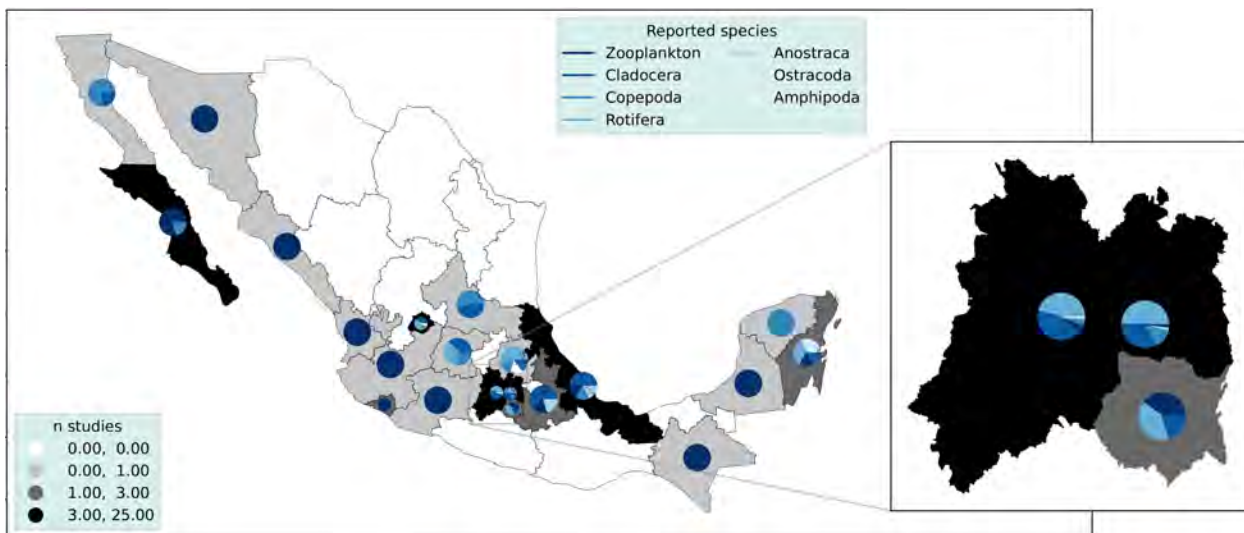 Reported species
Zooplankton
Cladocera
Copepoda
Rotifera
Anostraca
Ostracoda
Amphipoda
n studies
0.00, 0.00
0.00, 1.00
1.00, 3.00
3.00, 25.00